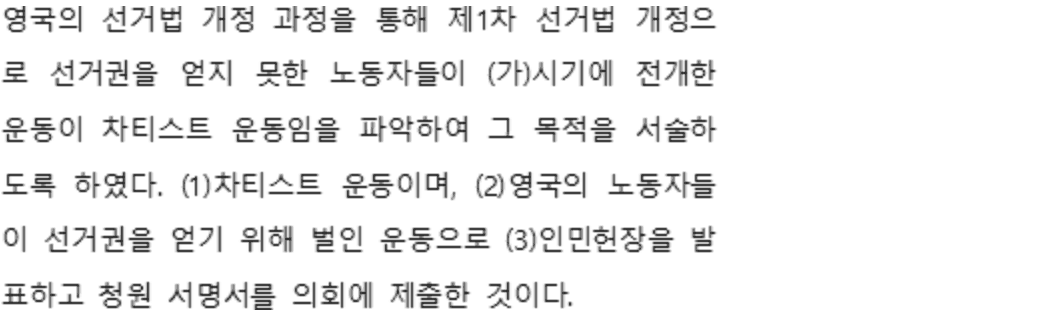 영국의 선거법 개정 과정을 통해 제1차 선거법 개정으
로 선거권을 얻지 못한 노동자들이 (가)시기에 전개한
운동이 차티스트 운동임을 파악하여 그 목적을 서술하
도록 하였다. (1)차티스트 운동이며, (2)영국의 노동자들
이 선거권을 얻기 위해 벌인 운동으로 (3)인민헌장을 발
표하고 청원 서명서를 의회에 제출한 것이다.